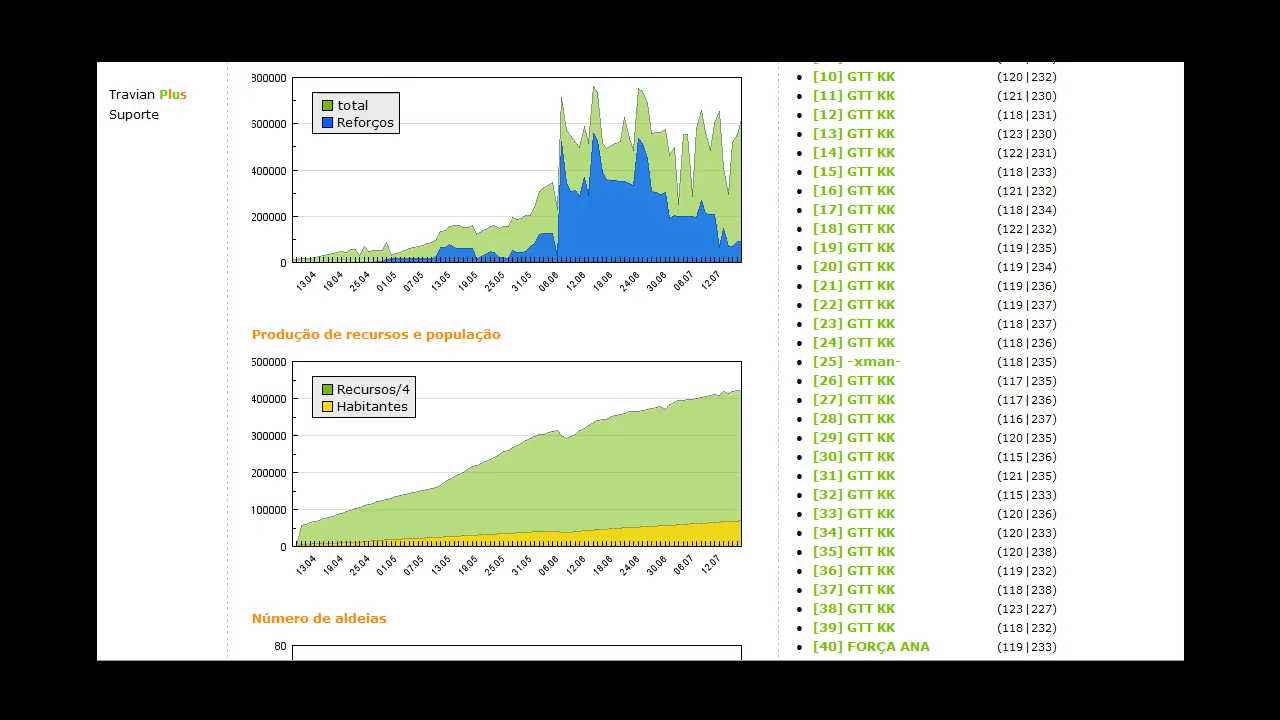 Travian Plus
Suporte
800000
600000
400000
200000
0
total
Reforços
13.04
19.04
25.04
01.05
07.05
13.05
19.05
25.05
31.05
06.06
12.06
18.06
24.06
30.06
06.07
12.07
Produção de recursos e população
500000
400000
300000
200000
100000
0
Recursos/4
Habitantes
13.04
19.04
25.04
01.05
07.05
13.05
19.05
25.05
31.05
06.06
12.06
18.06
24.06
30.06
06.07
12.07
Número de aldeias
80
[10] GTT KK (120|232)
[11] GTT KK (121|230)
[12] GTT KK (118|231)
[13] GTT KK (123|230)
[14] GTT KK (122|231)
[15] GTT KK (118|233)
[16] GTT KK (121|232)
[17] GTT KK (118|234)
[18] GTT KK (122|232)
[19] GTT KK (119|235)
[20] GTT KK (119|234)
[21] GTT KK (119|236)
[22] GTT KK (119|237)
[23] GTT KK (118|237)
[24] GTT KK (118|236)
[25] -xman- (118|235)
[26] GTT KK (117|235)
[27] GTT KK (117|236)
[28] GTT KK (116|237)
[29] GTT KK (120|235)
[30] GTT KK (115|236)
[31] GTT KK (121|235)
[32] GTT KK (115|233)
[33] GTT KK (120|236)
[34] GTT KK (120|233)
[35] GTT KK (120|238)
[36] GTT KK (119|232)
[37] GTT KK (118|238)
[38] GTT KK (123|227)
[39] GTT KK (118|232)
[40] FORÇA ANA (119|233)